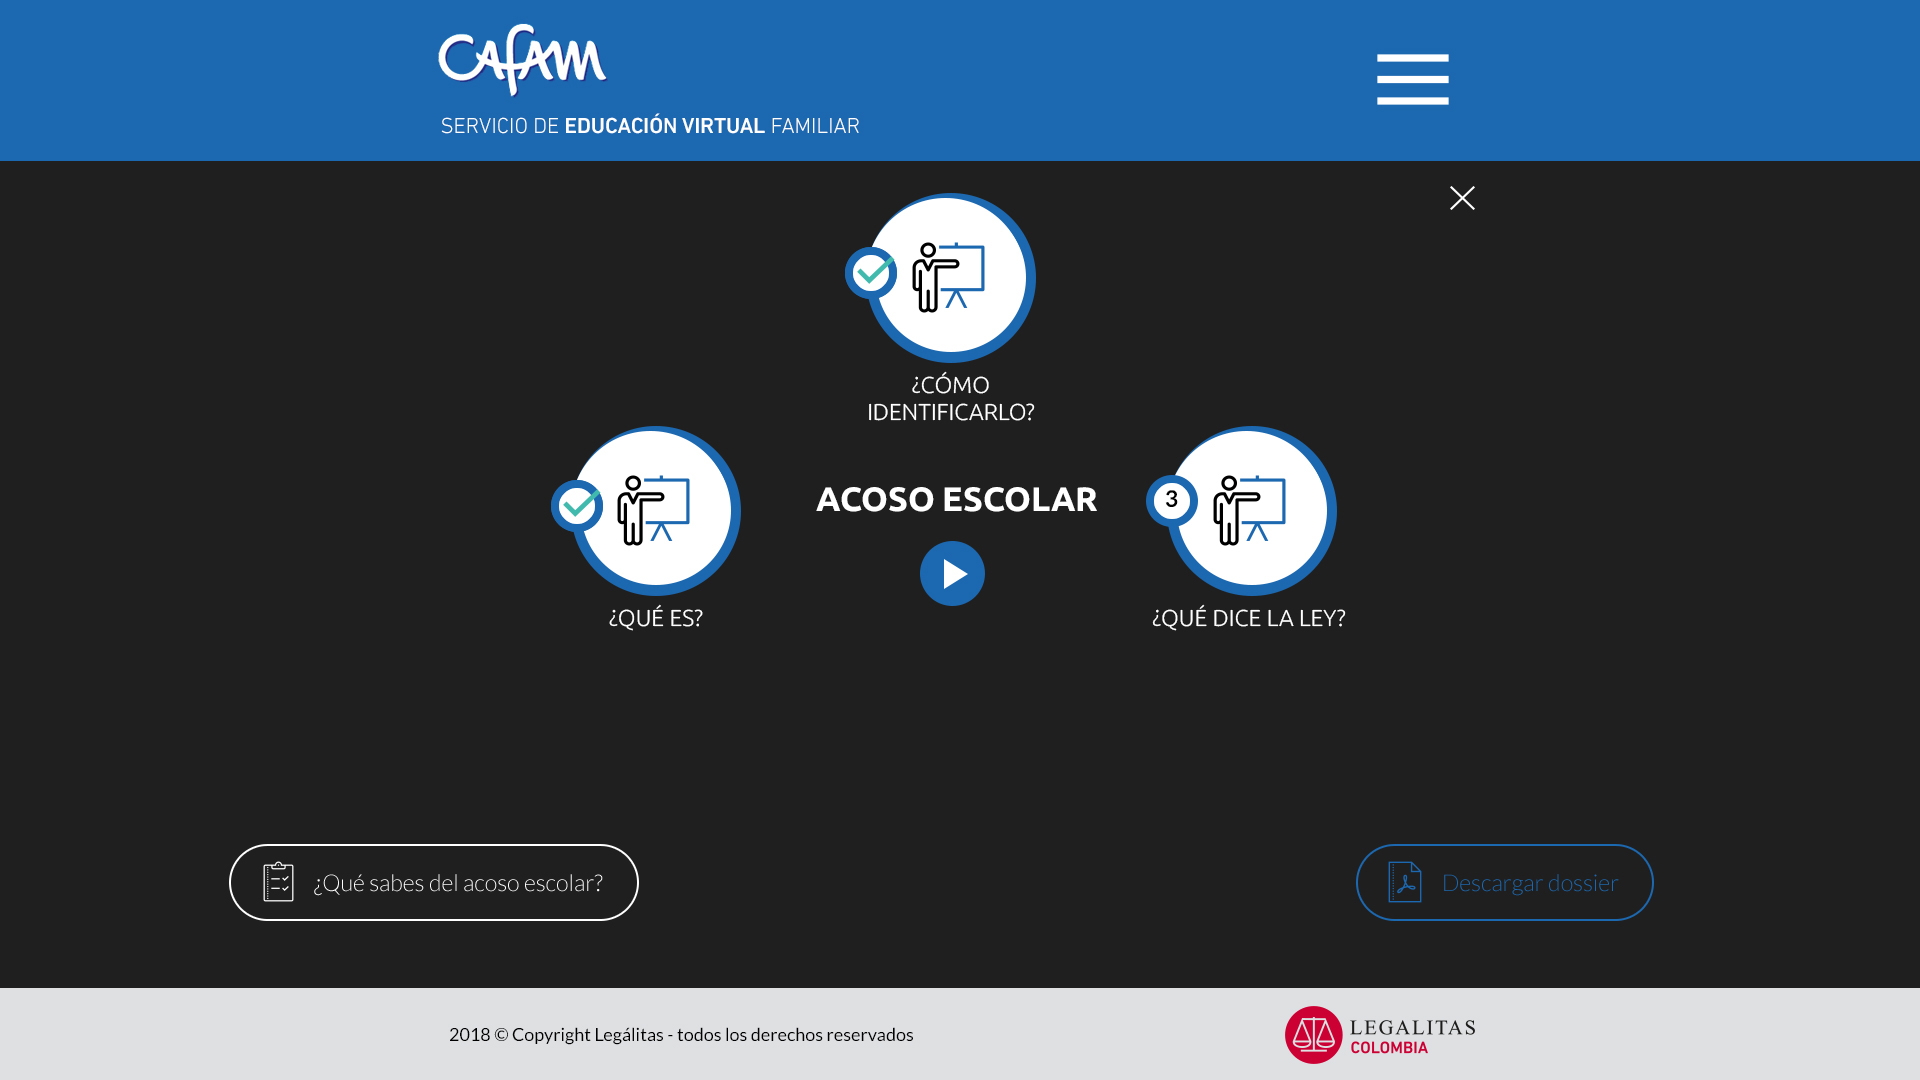 CAFAM
SERVICIO DE EDUCACIÓN VIRTUAL FAMILIAR
¿CÓMO
IDENTIFICARLO?
ACOSO ESCOLAR
3
¿QUÉ ES?
¿QUÉ DICE LA LEY?
¿Qué sabes del acoso escolar?
Descargar dossier
2018 © Copyright Legálitas - todos los derechos reservados
LEGALITAS
COLOMBIA